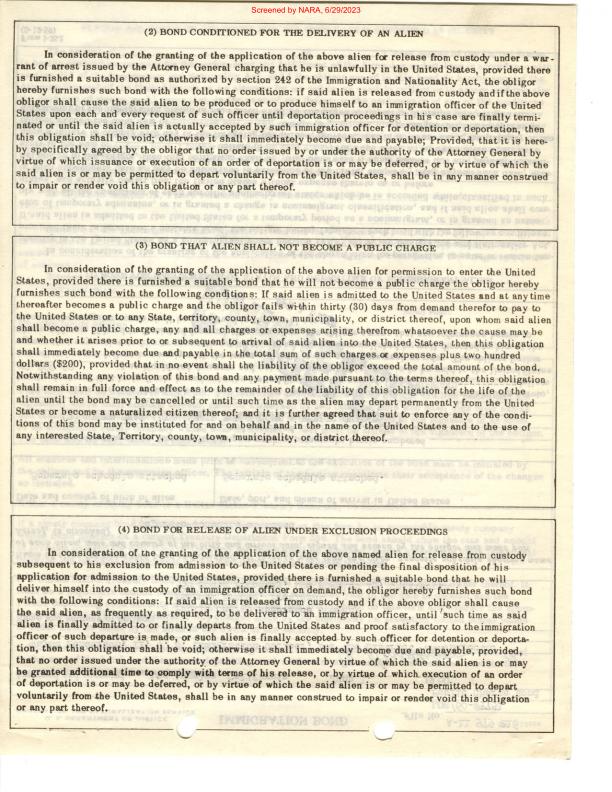 Screened by NARA, 6/29/2023
(2) BOND CONDITIONED FOR THE DELIVERY OF AN ALIEN
In consideration of the granting of the application of the above alien for release from custody under a war-
rant of arrest issued by the Attorney General charging that he is unlawfully in the United States, provided there
is furnished a suitable bond as authorized by section 242 of the Immigration and Nationality Act, the obligor
hereby furnishes such bond with the following conditions: if said alien is released from custody and if the above
obligor shall cause the said alien to be produced or to produce himself to an immigration officer of the United
States upon each and every request of such officer until deportation proceedings in his case are finally termi-
nated or until the said alien is actually accepted by such immigration officer for detention or deportation, then
this obligation shall be void; otherwise it shall immediately become due and payable; Provided, that it is here-
by specifically agreed by the obligor that no order issued by or under the authority of the Attorney General by
virtue of which issuance or execution of an order of deportation is or may be deferred, or by virtue of which the
said alien is or may be permitted to depart voluntarily from the United States, shall be in any manner construed
to impair or render void this obligation or any part thereof.
(3) BOND THAT ALIEN SHALL NOT BECOME A PUBLIC CHARGE
In consideration of the granting of the application of the above alien for permission to enter the United
States, provided there is furnished a suitable bond that he will not become a public charge the obligor hereby
furnishes such bond with the following conditions: If said alien is admitted to the United States and at any time
thereafter becomes a public charge and the obligor fails within thirty (30) days from demand therefor to pay to
the United States or to any State, territory, county, town, municipality, or district thereof, upon whom said alien
shall become a public charge, any and all charges or expenses arising therefrom whatsoever the cause may be
and whether it arises prior to or subsequent to arrival of said alien into the United States, then this obligation
shall immediately become due and payable in the total sum of such charges or expenses plus two hundred
dollars ($200), provided that in no event shall the liability of the obligor exceed the total amount of the bond.
Notwithstanding any violation of this bond and any payment made pursuant to the terms thereof, this obligation
shall remain in full force and effect as to the remainder of the liability of this obligation for the life of the
alien until the bond may be cancelled or until such time as the alien may depart permanently from the United
States or become a naturalized citizen thereof; and it is further agreed that suit to enforce any of the condi-
tions of this bond may be instituted for and on behalf and in the name of the United States and to the use of
any interested State, Territory, county, town, municipality, or district thereof.
(4) BOND FOR RELEASE OF ALIEN UNDER EXCLUSION PROCEEDINGS
In consideration of the granting of the application of the above named alien for release from custody
subsequent to his exclusion from admission to the United States or pending the final disposition of his
application for admission to the United States, provided there is furnished a suitable bond that he will
deliver himself into the custody of an immigration officer on demand, the obligor hereby furnishes such bond
with the following conditions: If said alien is released from custody and if the above obligor shall cause
the said alien, as frequently as required, to be delivered to an immigration officer, until such time as said
alien is finally admitted to or finally departs from the United States and proof satisfactory to the immigration
officer of such departure is made, or such alien is finally accepted by such officer for detention or deporta-
tion, then this obligation shall be void; otherwise it shall immediately become due and payable, provided,
that no order issued under the authority of the Attorney General by virtue of which the said alien is or may
be granted additional time to comply with terms of his release, or by virtue of which execution of an order
of deportation is or may be deferred, or by virtue of which the said alien is or may be permitted to depart
voluntarily from the United States, shall be in any manner construed to impair or render void this obligation
or any part thereof.